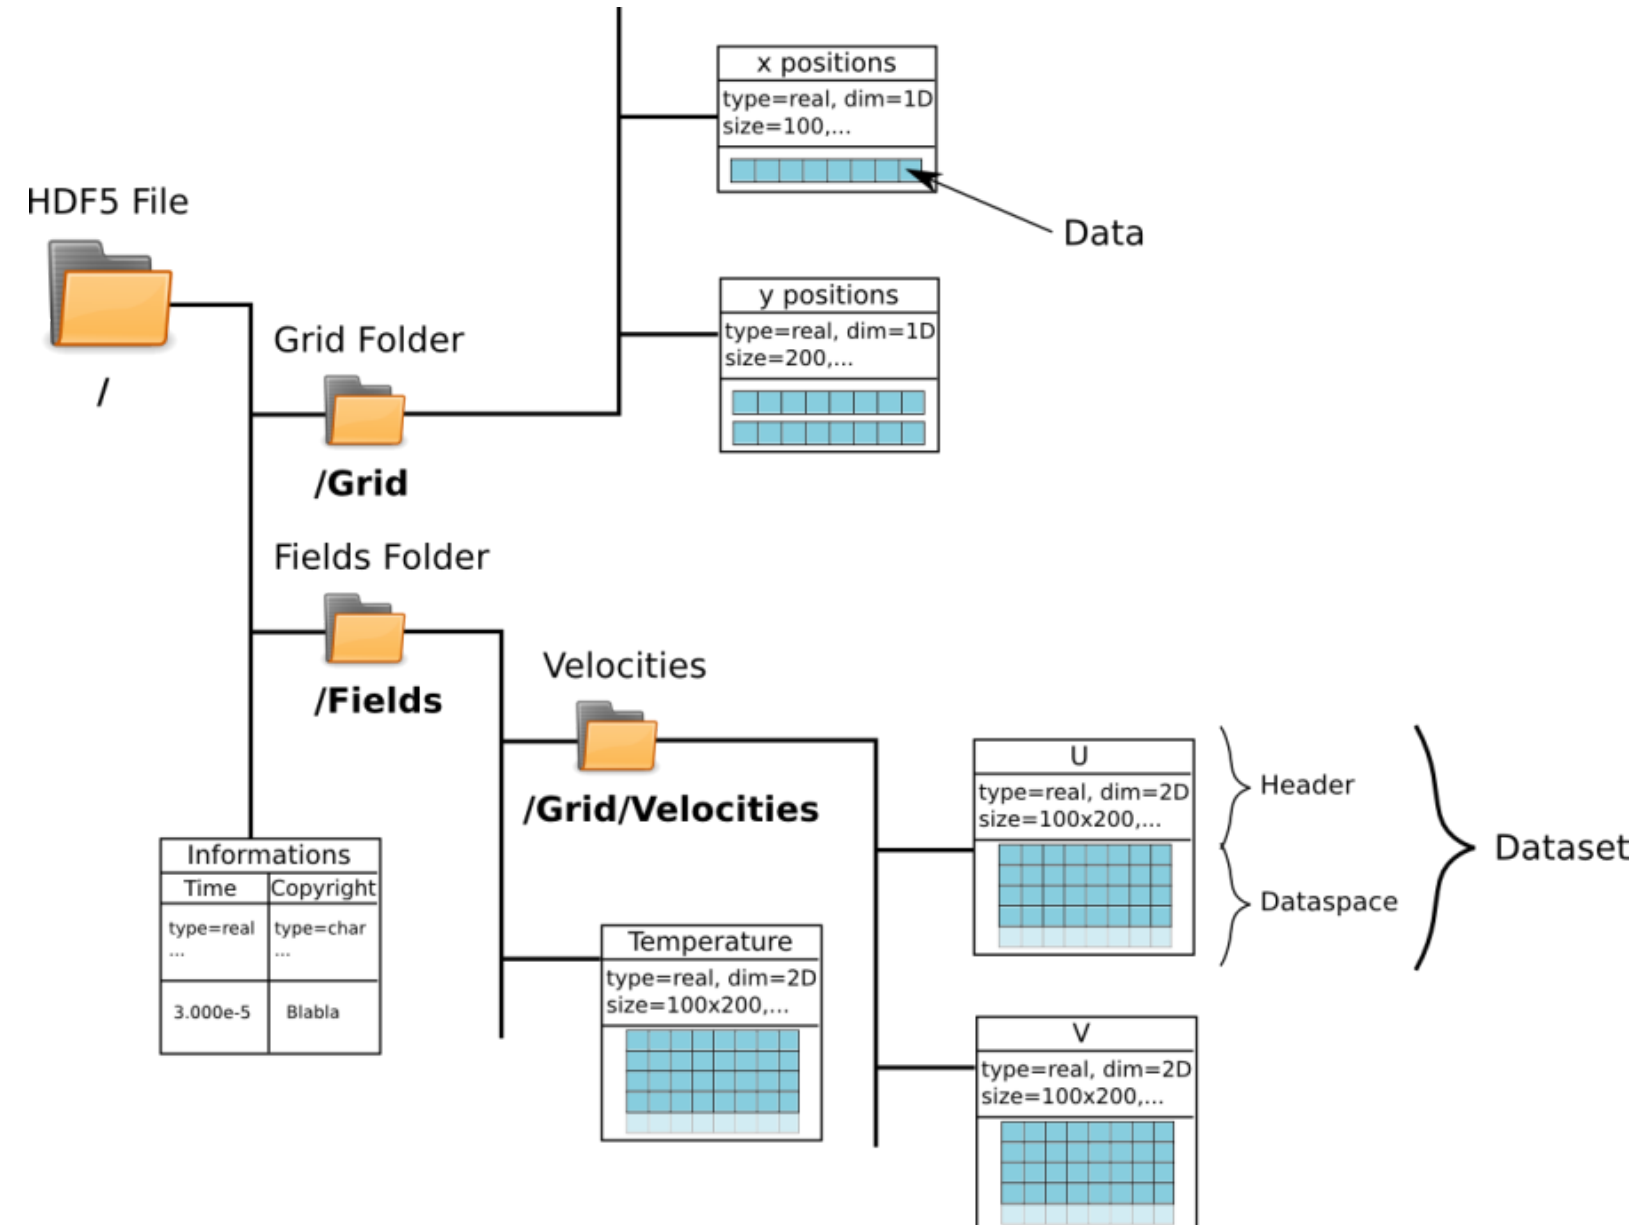 x positions
type=real, dim=1D
size=100,...
Data
HDF5 File
/
y positions
type=real, dim=1D
size=200,...
Grid Folder
/Grid
Fields Folder
/Fields
Velocities
/Grid/Velocities
U
type=real, dim=2D
size=100x200,...
Header
Dataspace
Dataset
Informations
Time Copyright
type=real type=char
... ...
3.000e-5 Blabla
Temperature
type=real, dim=2D
size=100x200,...
V
type=real, dim=2D
size=100x200,...